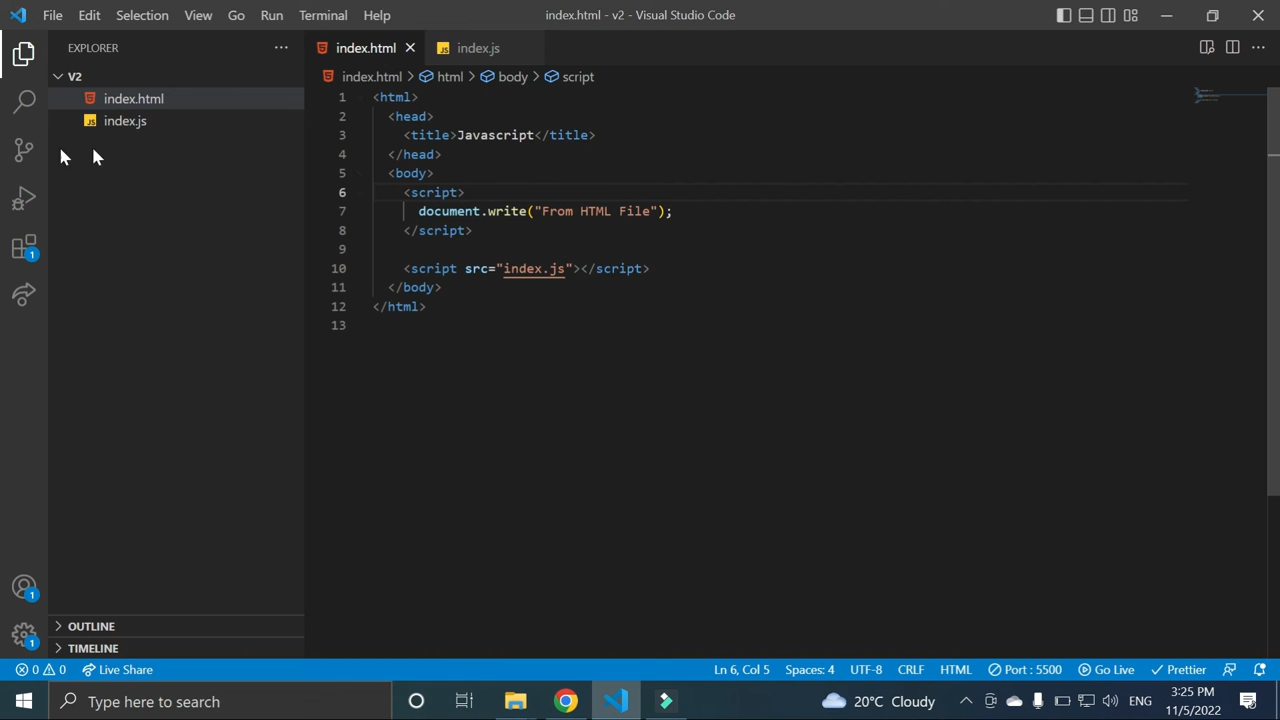 File Edit Selection View Go Run Terminal Help index.html - v2 - Visual Studio Code
EXPLORER
V2
index.html
JS index.js
OUTLINE
TIMELINE
1
1
1
index.html JS index.js
index.html > html > body > script
1 <html>
2 <head>
3 <title>Javascript</title>
4 </head>
5 <body>
6 <script>
7 document.write("From HTML File");
8 </script>
9
10 <script src="index.js"></script>
11 </body>
12 </html>
13
0 0 Live Share Ln 6, Col 5 Spaces: 4 UTF-8 CRLF HTML Port : 5500 Go Live Prettier
Type here to search 20°C Cloudy ENG 3:25 PM
11/5/2022